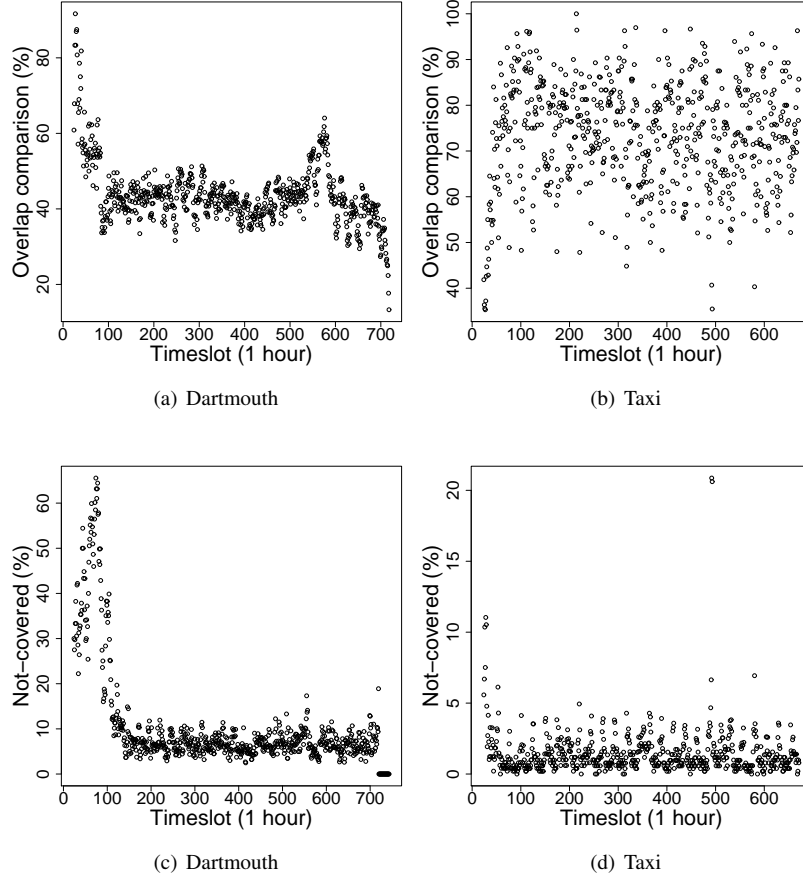 Overlap comparison (%)
20 40 60 80
0 100 200 300 400 500 600 700
Timeslot (1 hour)
(a) Dartmouth
Overlap comparison (%)
40 50 60 70 80 90 100
0 100 200 300 400 500 600
Timeslot (1 hour)
(b) Taxi
Not−covered (%)
0 10 20 30 40 50 60
0 100 200 300 400 500 600 700
Timeslot (1 hour)
(c) Dartmouth
Not−covered (%)
0 5 10 15 20
0 100 200 300 400 500 600
Timeslot (1 hour)
(d) Taxi